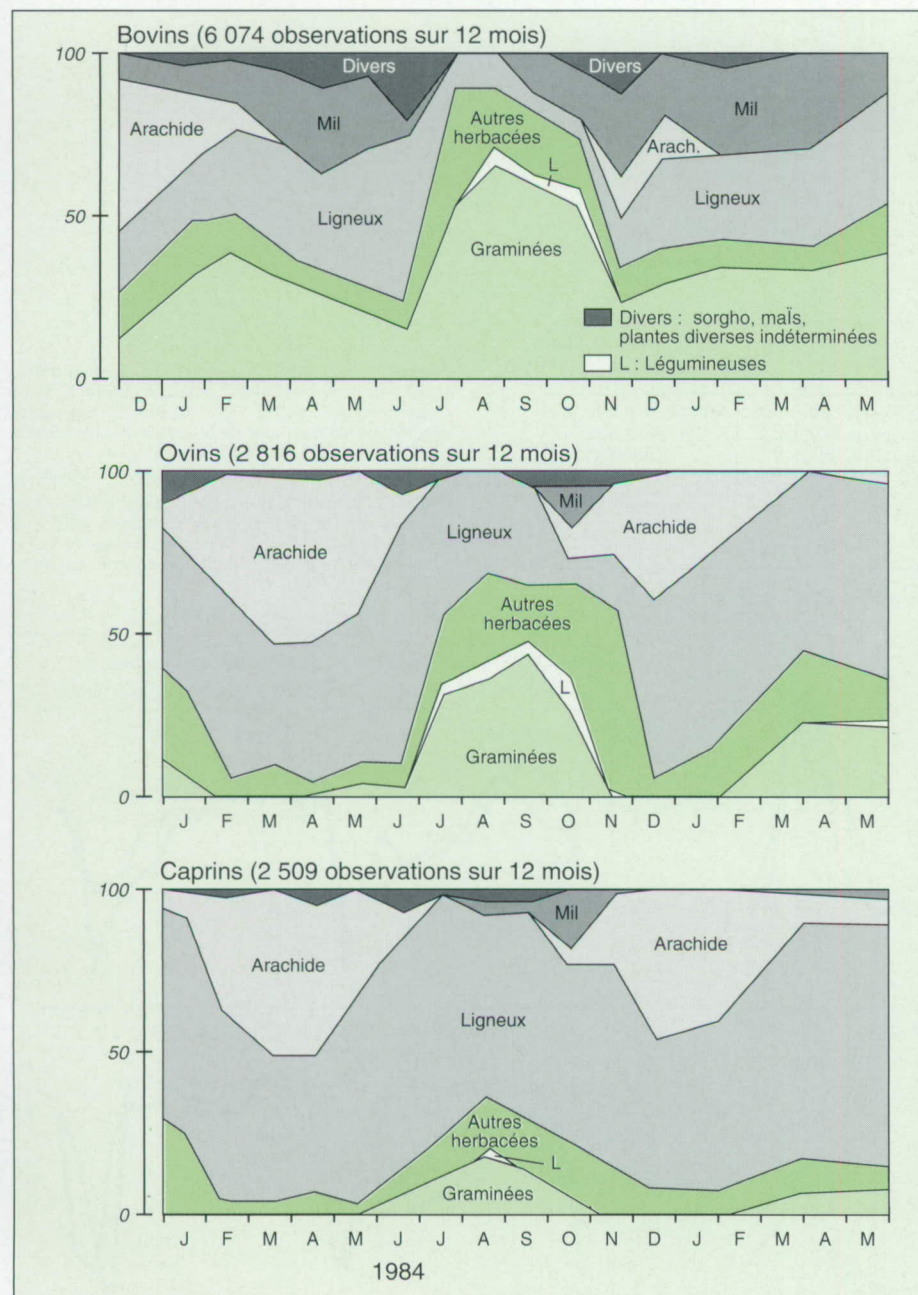 Bovins (6 074 observations sur 12 mois)
100
Divers
Divers
Arachide
Mil
Autres
herbacées
L
Arach.
Mil
Ligneux
Ligneux
50
Graminées
Divers : sorgho, maÏs,
plantes diverses indéterminées
L : Légumineuses
0
D J F M A M J J A S O N D J F M A M
Ovins (2 816 observations sur 12 mois)
100
Mil
Ligneux
Arachide
Arachide
Autres
herbacées
50
L
Graminées
0
J F M A M J J A S O N D J F M A M
Caprins (2 509 observations sur 12 mois)
100
Mil
Arachide
Arachide
Ligneux
50
Autres
herbacées
L
Graminées
0
J F M A M J J A S O N D J F M A M
1984